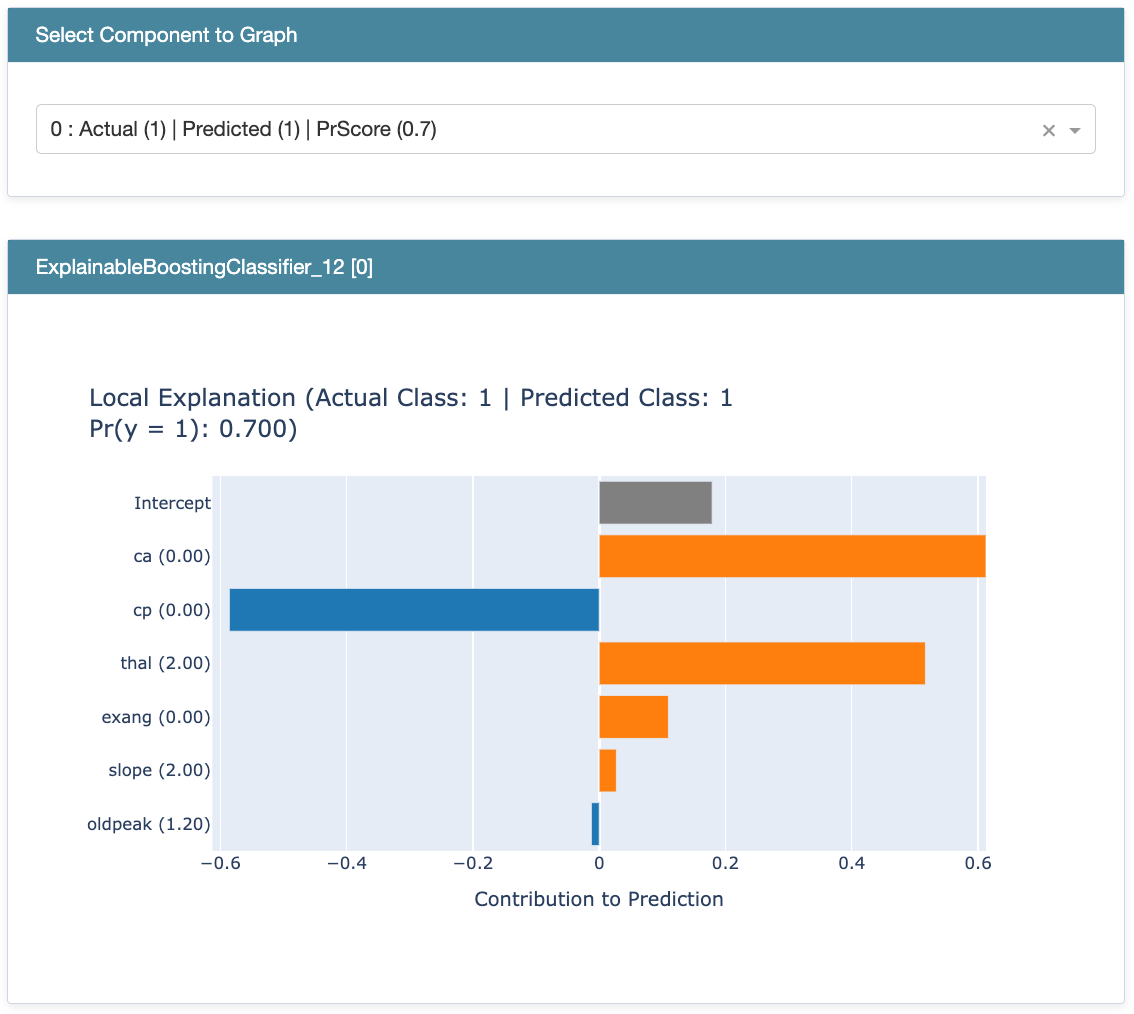 Select Component to Graph
0 : Actual (1) | Predicted (1) | PrScore (0.7)
ExplainableBoostingClassifier_12 [0]
Local Explanation (Actual Class: 1 | Predicted Class: 1
Pr(y = 1): 0.700)
Intercept
ca (0.00)
cp (0.00)
thal (2.00)
exang (0.00)
slope (2.00)
oldpeak (1.20)
−0.6 −0.4 −0.2 0 0.2 0.4 0.6
Contribution to Prediction